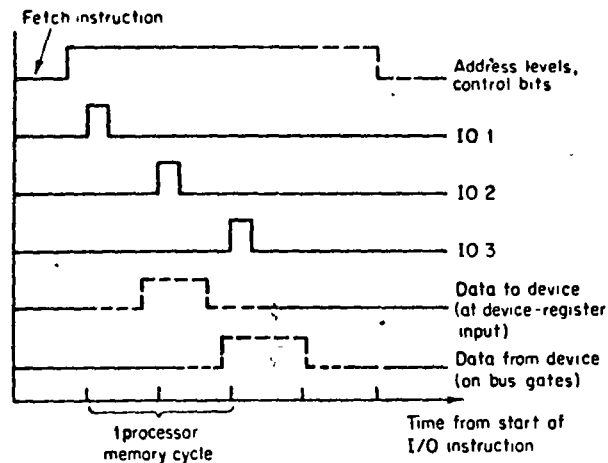 Fetch instruction
Address levels,
control bits
IO 1
IO 2
IO 3
Data to device
(at device-register
input)
Data from device
(on bus gates)
1 processor
memory cycle
Time from start of
I/O instruction